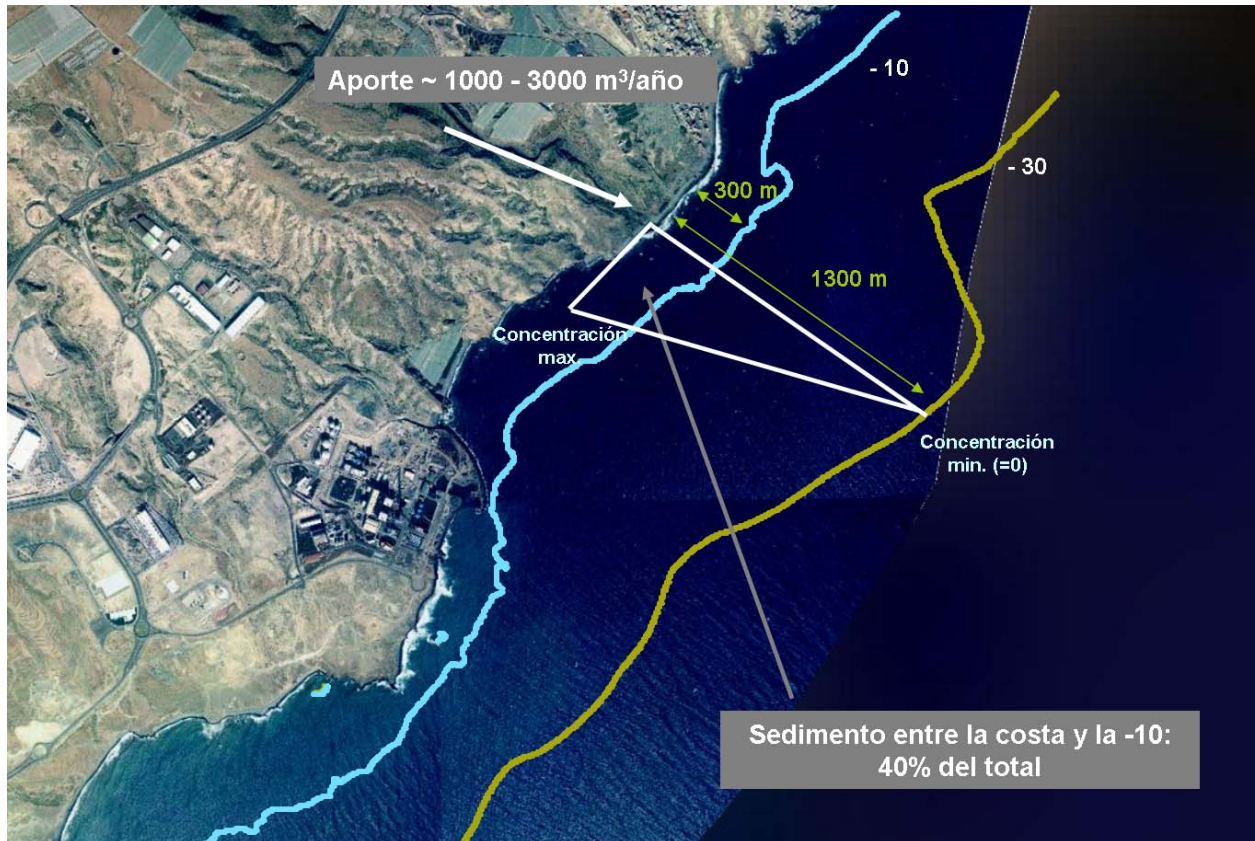 Aporte ~ 1000 - 3000 m³/año
- 10
- 30
300 m
1300 m
Concentración
max.
Concentración
min. (=0)
Sedimento entre la costa y la -10:
40% del total